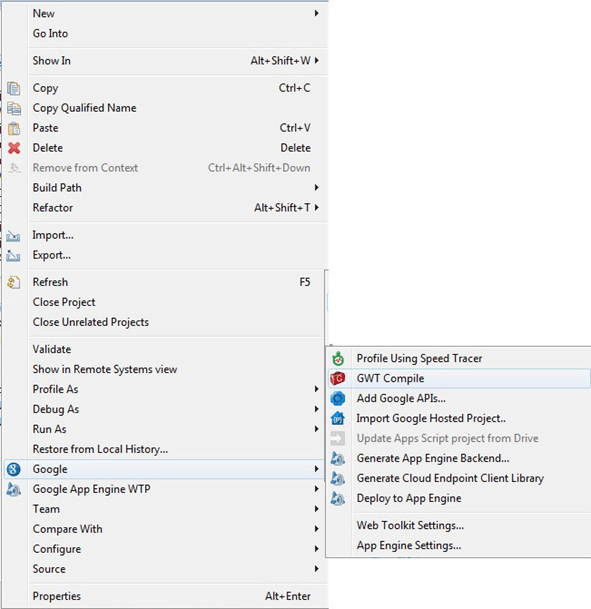 New
Go Into
Show In Alt+Shift+W
Copy Ctrl+C
Copy Qualified Name
Paste Ctrl+V
Delete Delete
Remove from Context Ctrl+Alt+Shift+Down
Build Path
Refactor Alt+Shift+T
Import...
Export...
Refresh F5
Close Project
Close Unrelated Projects
Validate
Show in Remote Systems view
Profile As
Debug As
Run As
Restore from Local History...
Google
Google App Engine WTP
Team
Compare With
Configure
Source
Properties Alt+Enter
Profile Using Speed Tracer
GWT Compile
Add Google APIs...
Import Google Hosted Project..
Update Apps Script project from Drive
Generate App Engine Backend...
Generate Cloud Endpoint Client Library
Deploy to App Engine
Web Toolkit Settings...
App Engine Settings...